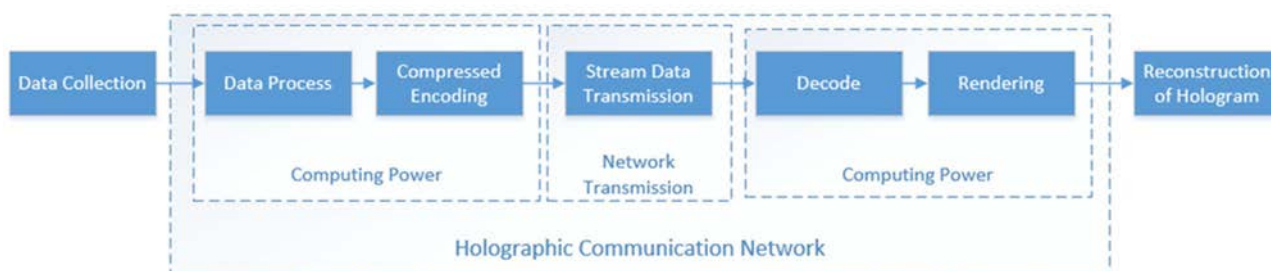 Data Collection
Data Process
Compressed
Encoding
Stream Data
Transmission
Decode
Rendering
Reconstruction
of Hologram
Computing Power
Network
Transmission
Computing Power
Holographic Communication Network